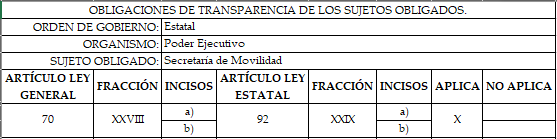 OBLIGACIONES DE TRANSPARENCIA DE LOS SUJETOS OBLIGADOS.
ORDEN DE GOBIERNO: Estatal
ORGANISMO: Poder Ejecutivo
SUJETO OBLIGADO: Secretaría de Movilidad
ARTÍCULO LEY GENERAL FRACCIÓN INCISOS ARTÍCULO LEY ESTATAL FRACCIÓN INCISOS APLICA NO APLICA
70 XXVIII a) 92 XXIX a) X
b) b)